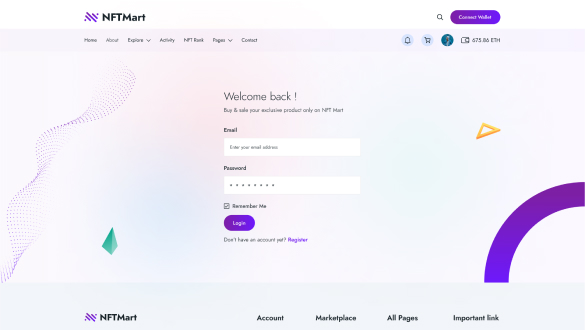 NFTMart
Connect Wallet
Home About Explore Activity NFT Rank Pages Contact 675.86 ETH
Welcome back !
Buy & sale your exclusive product only on NFT Mart
Email
Enter your email address
Password
Remember Me
Login
Don't have an account yet? Register
NFTMart Account Marketplace All Pages Important link